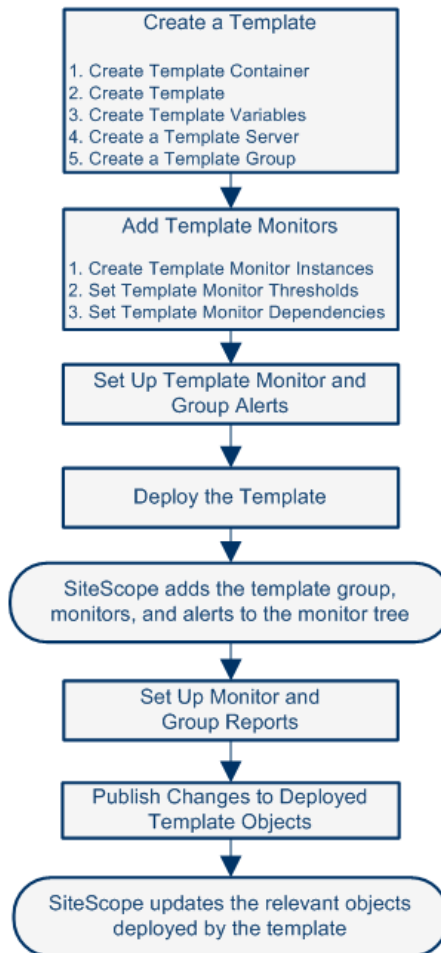 Create a Template
1. Create Template Container
2. Create Template
3. Create Template Variables
4. Create a Template Server
5. Create a Template Group
Add Template Monitors
1. Create Template Monitor Instances
2. Set Template Monitor Thresholds
3. Set Template Monitor Dependencies
Set Up Template Monitor and
Group Alerts
Deploy the Template
SiteScope adds the template group,
monitors, and alerts to the monitor tree
Set Up Monitor and
Group Reports
Publish Changes to Deployed
Template Objects
SiteScope updates the relevant objects
deployed by the template